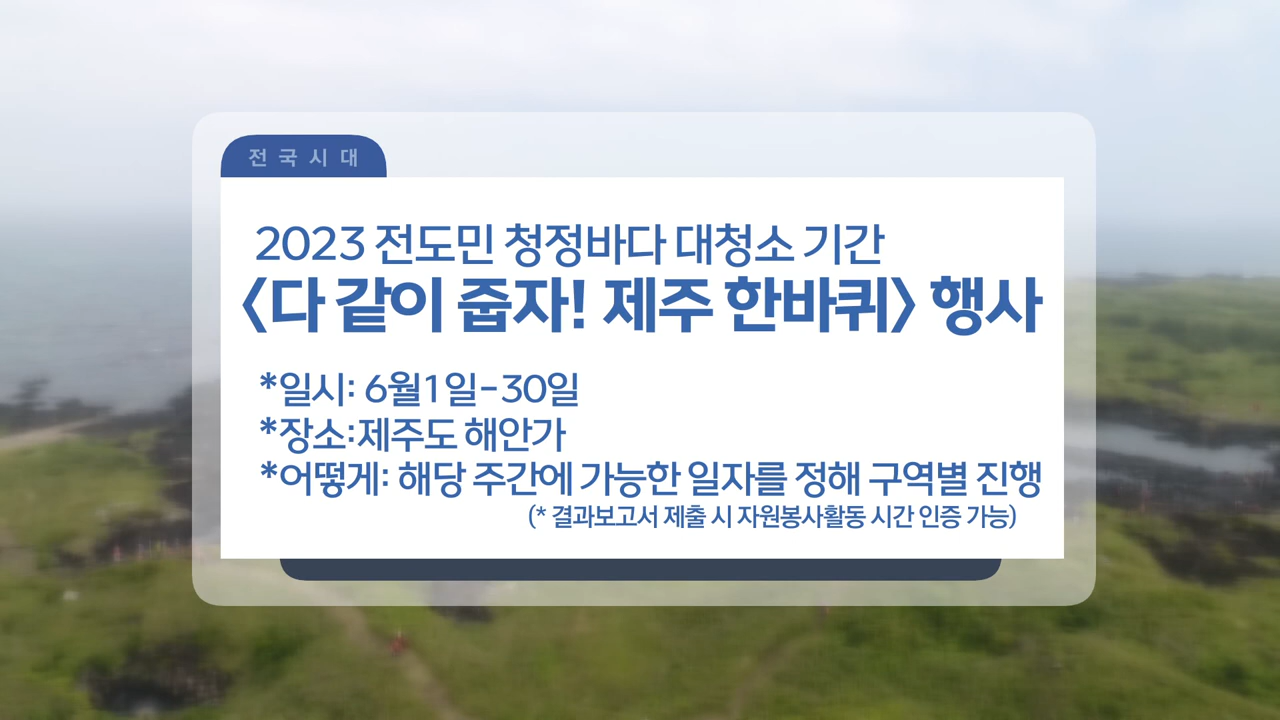 전국시대
2023 전도민 청정바다 대청소 기간
<다 같이 줍자! 제주 한바퀴> 행사
*일시: 6월1일-30일
*장소:제주도 해안가
*어떻게: 해당 주간에 가능한 일자를 정해 구역별 진행
(* 결과보고서 제출 시 자원봉사활동 시간 인증 가능)